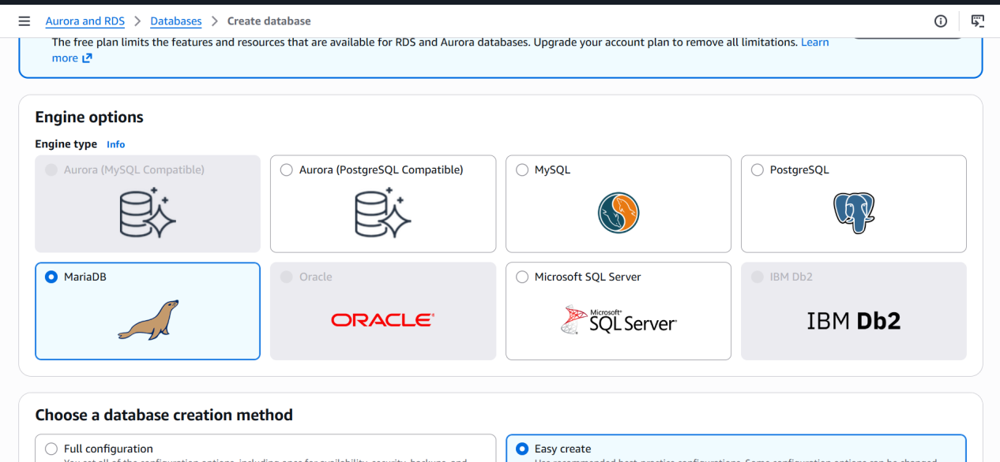 Aurora and RDS > Databases > Create database
The free plan limits the features and resources that are available for RDS and Aurora databases. Upgrade your account plan to remove all limitations. Learn
more
Engine options
Engine type Info
Aurora (MySQL Compatible)
Aurora (PostgreSQL Compatible)
MySQL
PostgreSQL
MariaDB
Oracle
ORACLE
Microsoft SQL Server
Microsoft®
SQL Server
IBM Db2
IBM Db2
Choose a database creation method
Full configuration
Easy create